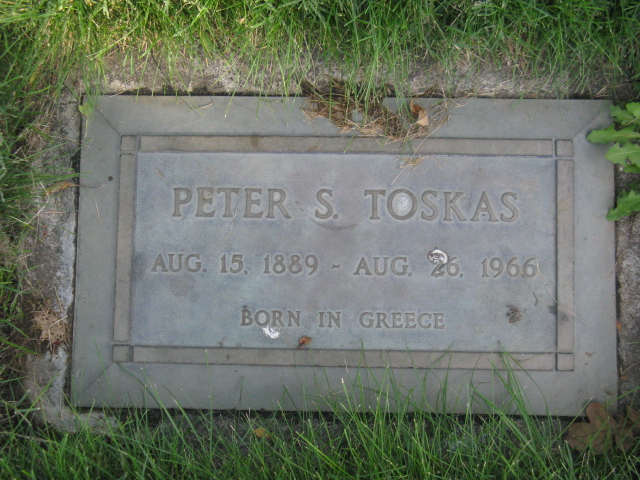 PETER S. TOSKAS
AUG. 15, 1889 - AUG. 26, 1966
BORN IN GREECE